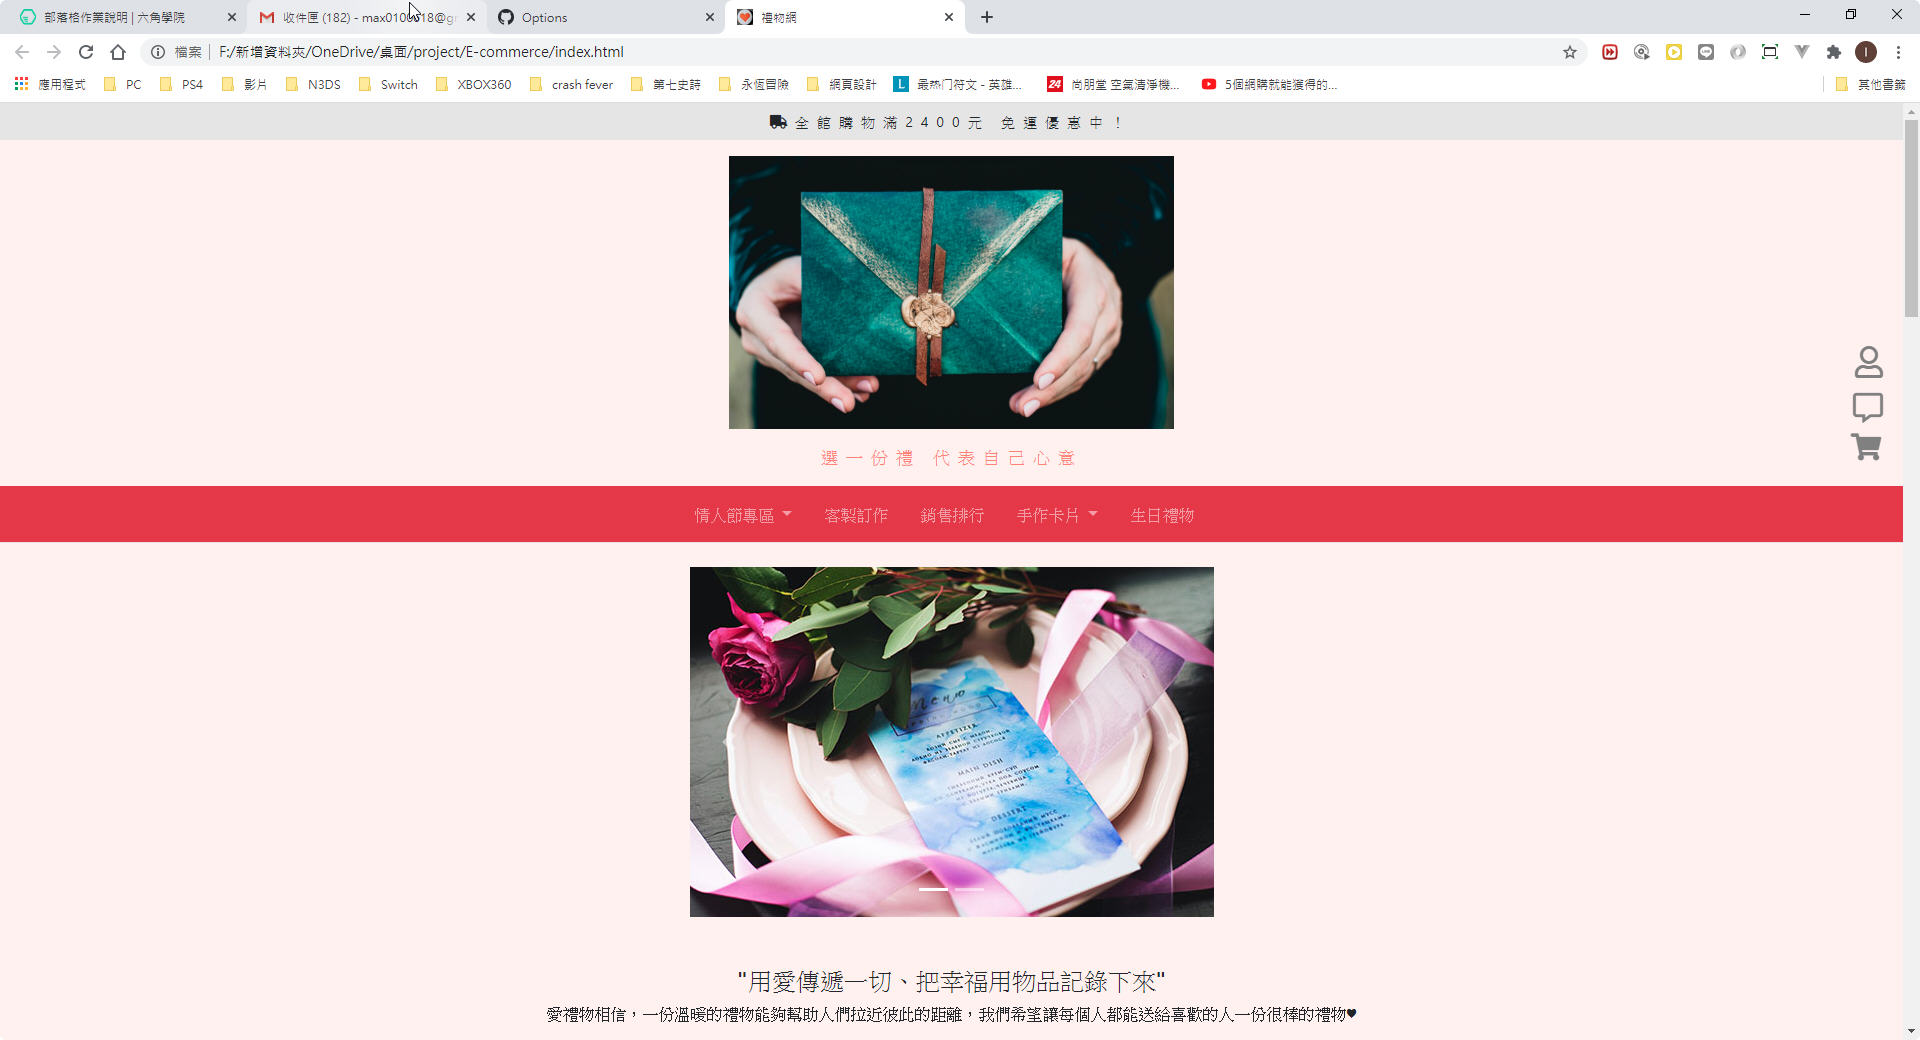 部落格作業說明 | 六角學院
收件匣 (182) -
Options
禮物網
檔案
F:/新增資料夾/OneDrive/桌面/project/E-commerce/index.html
I
應用程式
PC
PS4
影片
N3DS
Switch
XBOX360
crash fever
第七史詩
永恆冒險
網頁設計
L
最热门符文 - 英雄...
24
尚朋堂 空氣清淨機...
5個網購就能獲得的...
其他書籤
全館購物滿2400元 免運優惠中！
選一份禮 代表自己心意
情人節專區
客製訂作
銷售排行
手作卡片
生日禮物
Меню
APPETIZER
MAIN DISH
DESSERT
"用愛傳遞一切、把幸福用物品記錄下來"
愛禮物相信，一份溫暖的禮物能夠幫助人們拉近彼此的距離，我們希望讓每個人都能送給喜歡的人一份很棒的禮物♥